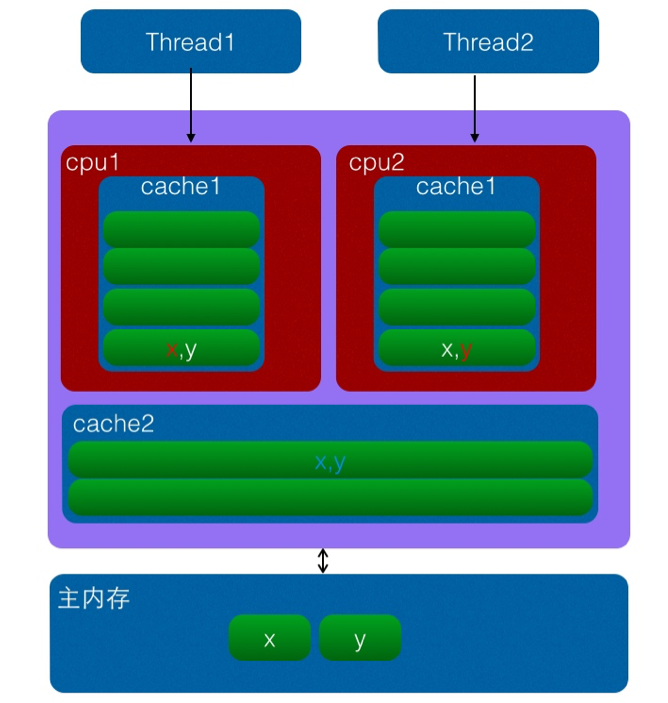 Thread1
Thread2
cpu1
cache1
x,y
cpu2
cache1
x,y
cache2
x,y
主内存
x
y